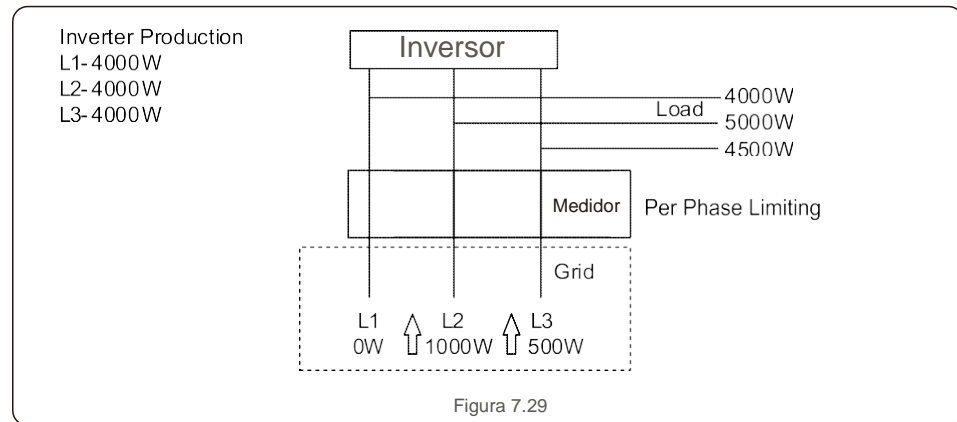 Inverter Production
L1-4000W
L2-4000W
L3-4000W
Inversor
4000W
Load
5000W
4500W
Medidor
Per Phase Limiting
Grid
L1 L2 L3
0W 1000W 500W
Figura 7.29